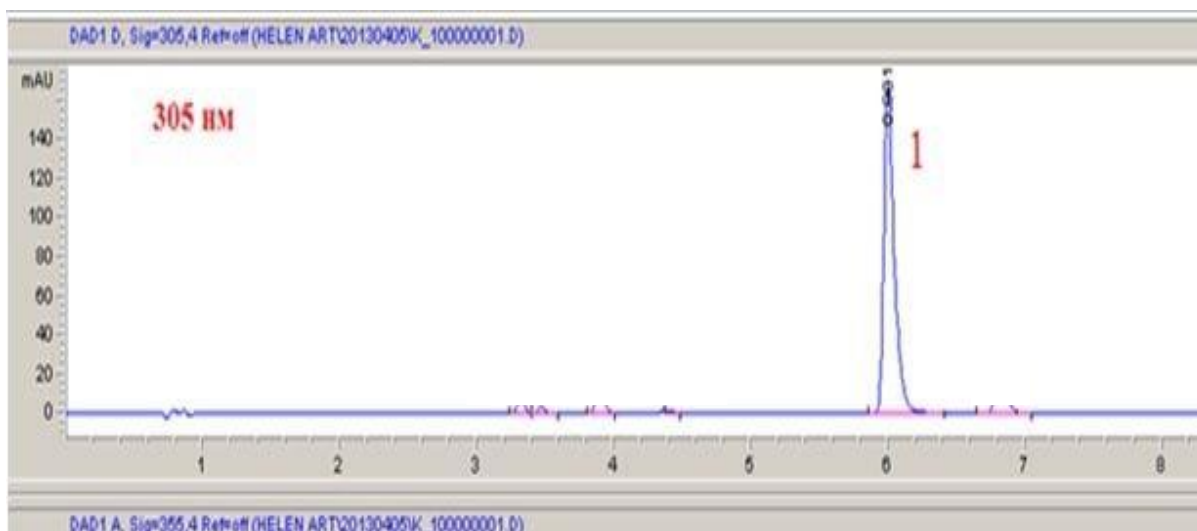 DAD1 D, Sig=305,4 Ref=off (HELEN ART\20130405\K_100000001.D)
mAU
305 нм
1
140
120
100
80
60
40
20
0
1 2 3 4 5 6 7 8
DAD1 A, Sig=355,4 Ref=off (HELEN ART\20130405\K_100000001.D)